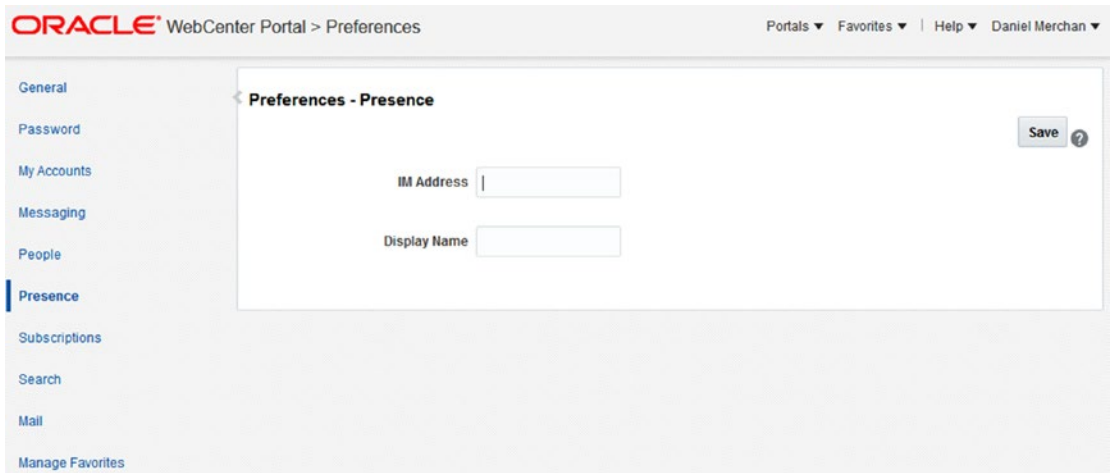 ORACLE WebCenter Portal > Preferences
Portals Favorites | Help Daniel Merchan
General
Password
My Accounts
Messaging
People
Presence
Subscriptions
Search
Mail
Manage Favorites
Preferences - Presence
Save ?
IM Address
Display Name